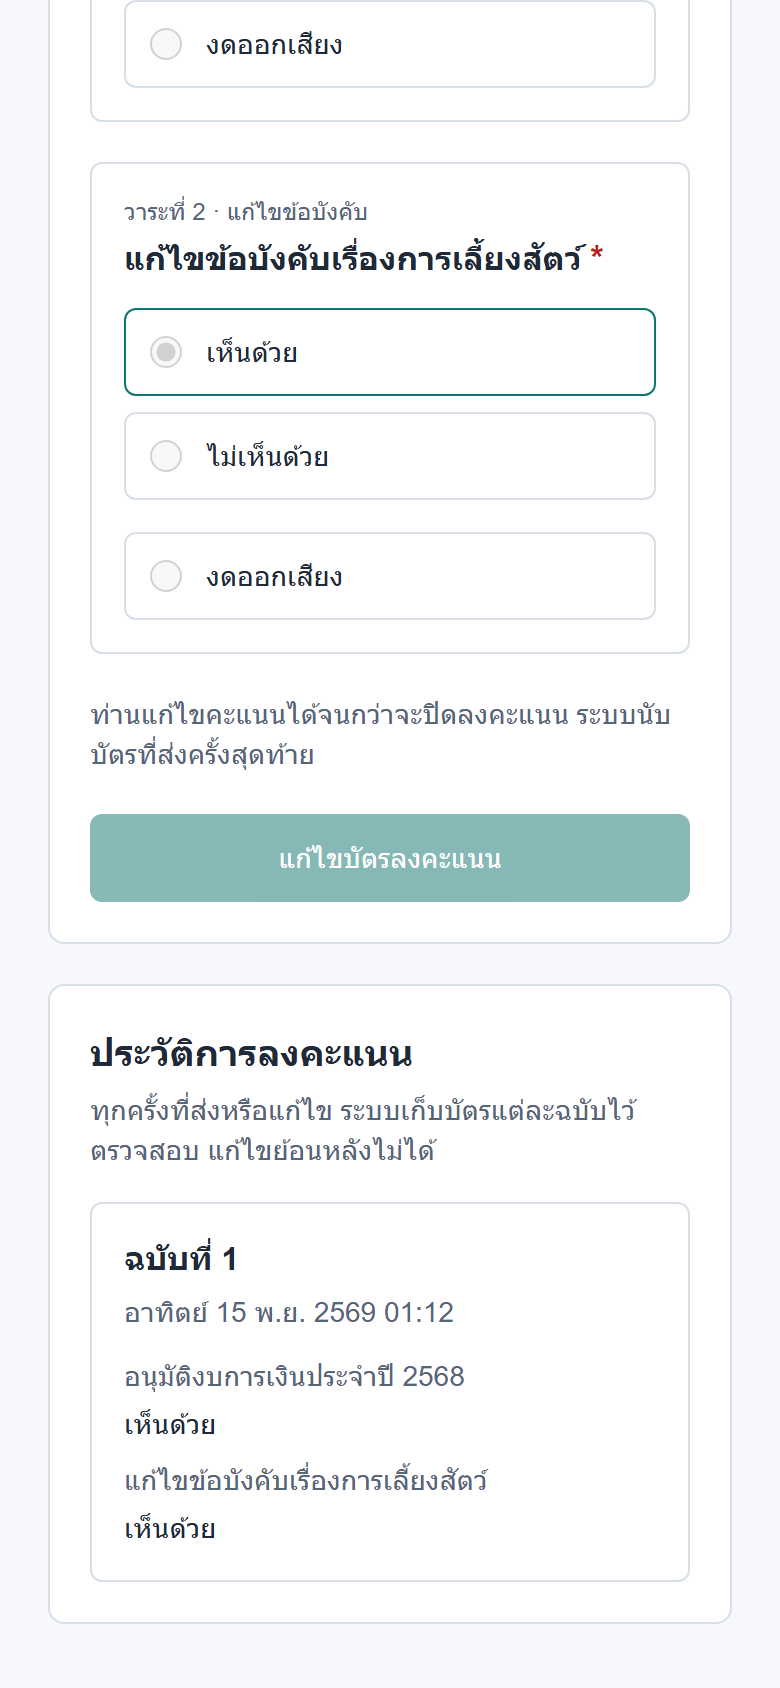 งดออกเสียง
วาระที่ 2 · แก้ไขข้อบังคับ
แก้ไขข้อบังคับเรื่องการเลี้ยงสัตว์ *
เห็นด้วย
ไม่เห็นด้วย
งดออกเสียง
ท่านแก้ไขคะแนนได้จนกว่าจะปิดลงคะแนน ระบบนับ
บัตรที่ส่งครั้งสุดท้าย
แก้ไขบัตรลงคะแนน
ประวัติการลงคะแนน
ทุกครั้งที่ส่งหรือแก้ไข ระบบเก็บบัตรแต่ละฉบับไว้
ตรวจสอบ แก้ไขย้อนหลังไม่ได้
ฉบับที่ 1
อาทิตย์ 15 พ.ย. 2569 01:12
อนุมัติงบการเงินประจำปี 2568
เห็นด้วย
แก้ไขข้อบังคับเรื่องการเลี้ยงสัตว์
เห็นด้วย